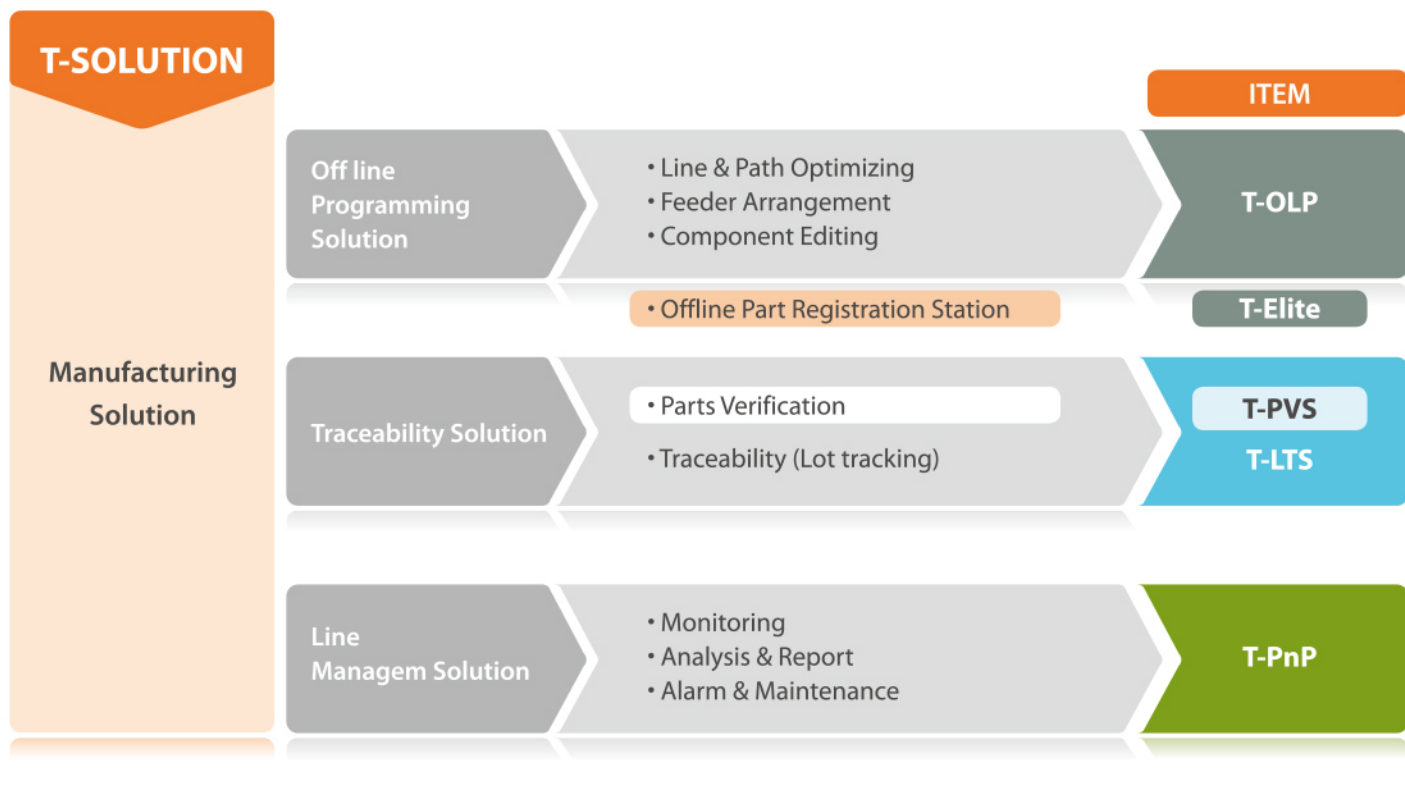 T-SOLUTION
ITEM
Off line
Programming
Solution
• Line & Path Optimizing
• Feeder Arrangement
• Component Editing
T-OLP
• Offline Part Registration Station
T-Elite
Manufacturing
Solution
Traceability Solution
• Parts Verification
T-PVS
• Traceability (Lot tracking)
T-LTS
Line
Managem Solution
• Monitoring
• Analysis & Report
• Alarm & Maintenance
T-PnP